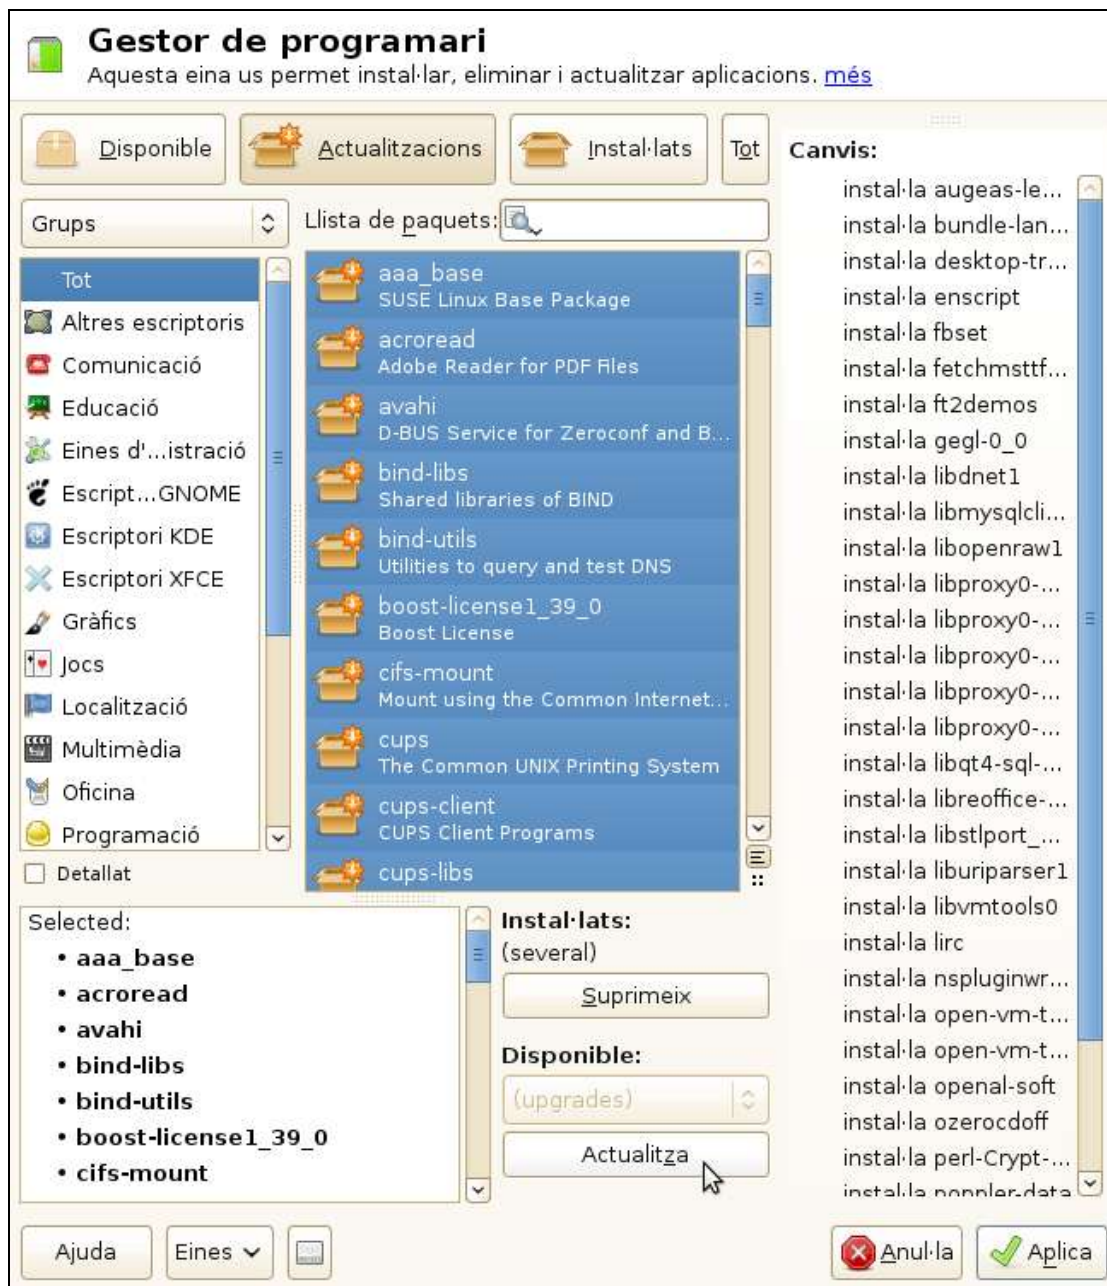 Gestor de programari
Aquesta eina us permet instal·lar, eliminar i actualitzar aplicacions. més
Disponible
Actualitzacions
Instal·lats
Tot
Grups
Llista de paquets:
Tot
Altres escriptoris
Comunicació
Educació
Eines d'...istració
Escript...GNOME
Escriptori KDE
Escriptori XFCE
Gràfics
Jocs
Localització
Multimèdia
Oficina
Programació
Detallat
aaa_base
SUSE Linux Base Package
acroread
Adobe Reader for PDF Files
avahi
D-BUS Service for Zeroconf and B...
bind-libs
Shared libraries of BIND
bind-utils
Utilities to query and test DNS
boost-license1_39_0
Boost License
cifs-mount
Mount using the Common Internet...
cups
The Common UNIX Printing System
cups-client
CUPS Client Programs
cups-libs
Selected:
• aaa_base
• acroread
• avahi
• bind-libs
• bind-utils
• boost-license1_39_0
• cifs-mount
Instal·lats:
(several)
Suprimeix
Disponible:
(upgrades)
Actualitza
Canvis:
instal·la augeas-le...
instal·la bundle-lan...
instal·la desktop-tr...
instal·la enscript
instal·la fbset
instal·la fetchmsttf...
instal·la ft2demos
instal·la gegl-0_0
instal·la libdnet1
instal·la libmysqlcli...
instal·la libopenraw1
instal·la libproxy0-...
instal·la libproxy0-...
instal·la libproxy0-...
instal·la libproxy0-...
instal·la libproxy0-...
instal·la libqt4-sql-...
instal·la libreoffice-...
instal·la libstlport_...
instal·la liburiparser1
instal·la libvmtools0
instal·la lirc
instal·la nspluginwr...
instal·la open-vm-t...
instal·la open-vm-t...
instal·la openal-soft
instal·la ozerocdoff
instal·la perl-Crypt-...
instal·la poppler-data
Ajuda
Eines
Anul·la
Aplica